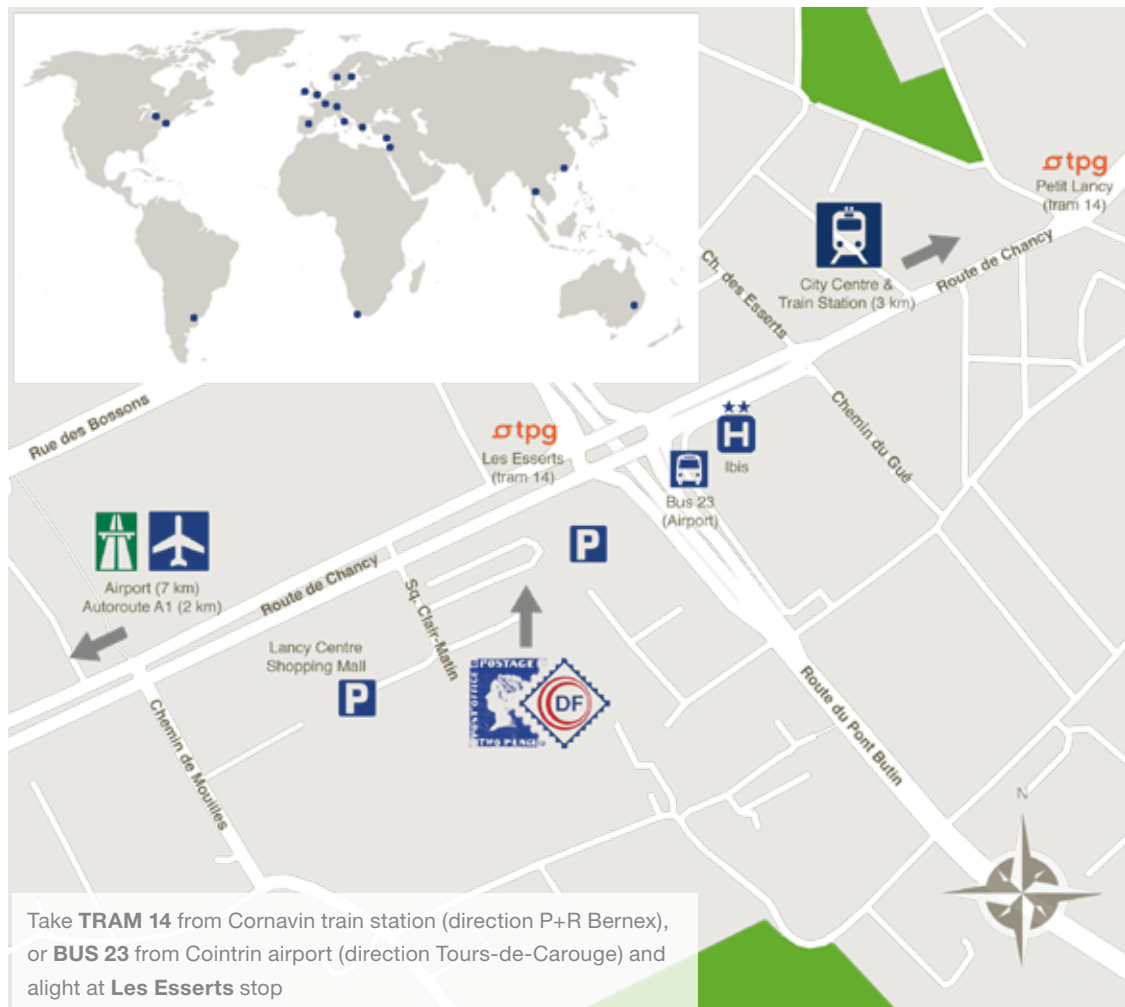 tpg
Petit Lancy
(tram 14)
City Centre &
Train Station (3 km)
Route de Chancy
Ch. des Esserts
Rue des Bossons
tpg
Les Esserts
(tram 14)
H
Ibis
Bus 23
(Airport)
Chemin du Gué
P
Airport (7 km)
Autoroute A1 (2 km)
Route de Chancy
Sq. Clair-Matin
Lancy Centre
Shopping Mall
P
POSTAGE
POST OFFICE
TWO PENCE
DF
Chemin de Mouilles
Route du Pont Butin
N
Take TRAM 14 from Cornavin train station (direction P+R Bernex),
or BUS 23 from Cointrin airport (direction Tours-de-Carouge) and
alight at Les Esserts stop